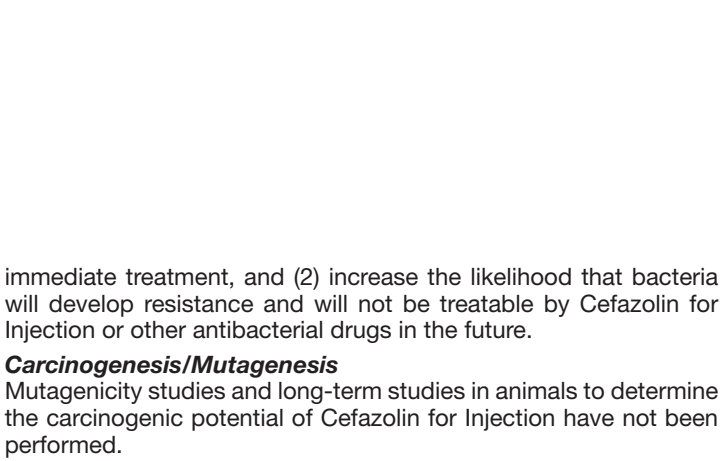 immediate treatment, and (2) increase the likelihood that bacteria
will develop resistance and will not be treatable by Cefazolin for
Injection or other antibacterial drugs in the future.
Carcinogenesis/Mutagenesis
Mutagenicity studies and long-term studies in animals to determine
the carcinogenic potential of Cefazolin for Injection have not been
performed.